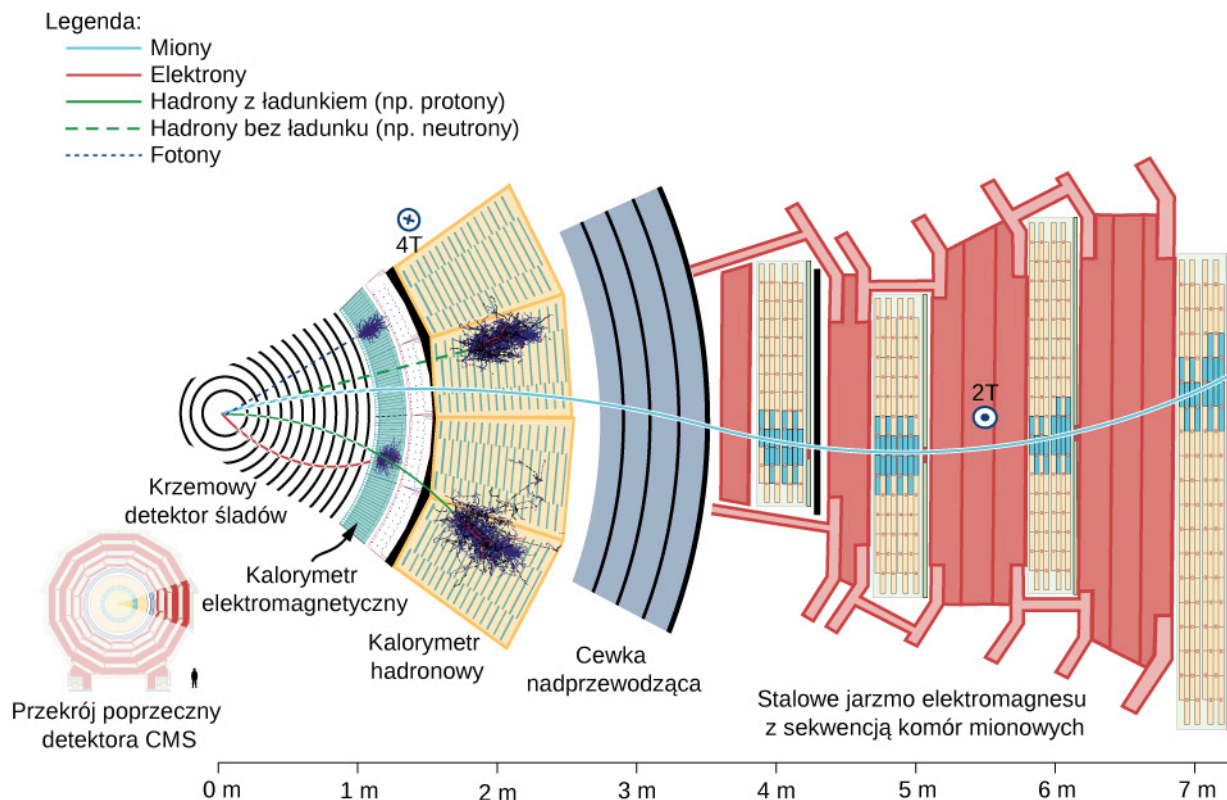 Legenda:
Miony
Elektrony
Hadrony z ładunkiem (np. protony)
Hadrony bez ładunku (np. neutrony)
Fotony
4T
2T
Krzemowy
detektor śladów
Kalorymetr
elektromagnetyczny
Kalorymetr
hadronowy
Cewka
nadprzewodząca
Stalowe jarzmo elektromagnesu
z sekwencją komór mionowych
Przekrój poprzeczny
detektora CMS
0 m 1 m 2 m 3 m 4 m 5 m 6 m 7 m